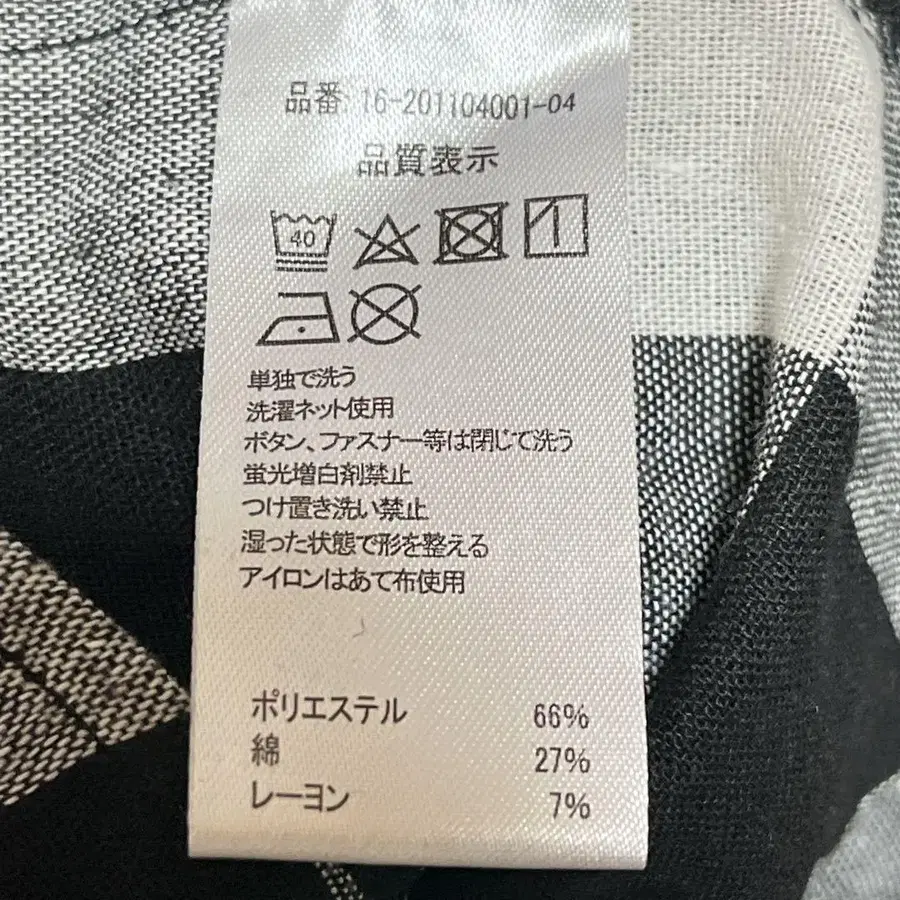 品番 16-201104001-04
品質表示
40
単独で洗う
洗濯ネット使用
ボタン、ファスナー等は閉じて洗う
蛍光増白剤禁止
つけ置き洗い禁止
湿った状態で形を整える
アイロンはあて布使用
ポリエステル 66%
綿 27%
レーヨン 7%